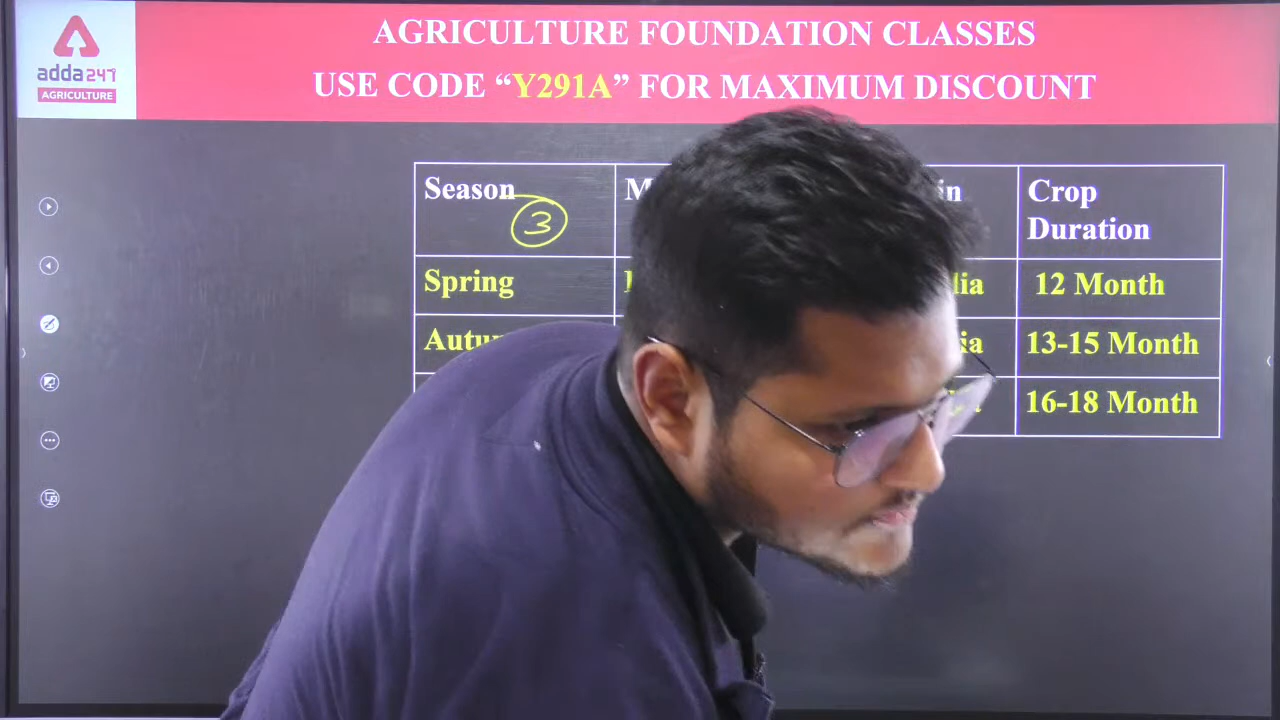 AGRICULTURE FOUNDATION CLASSES
USE CODE “Y291A” FOR MAXIMUM DISCOUNT
adda247
AGRICULTURE
Season
3
Crop
Duration
Spring
12 Month
13-15 Month
16-18 Month